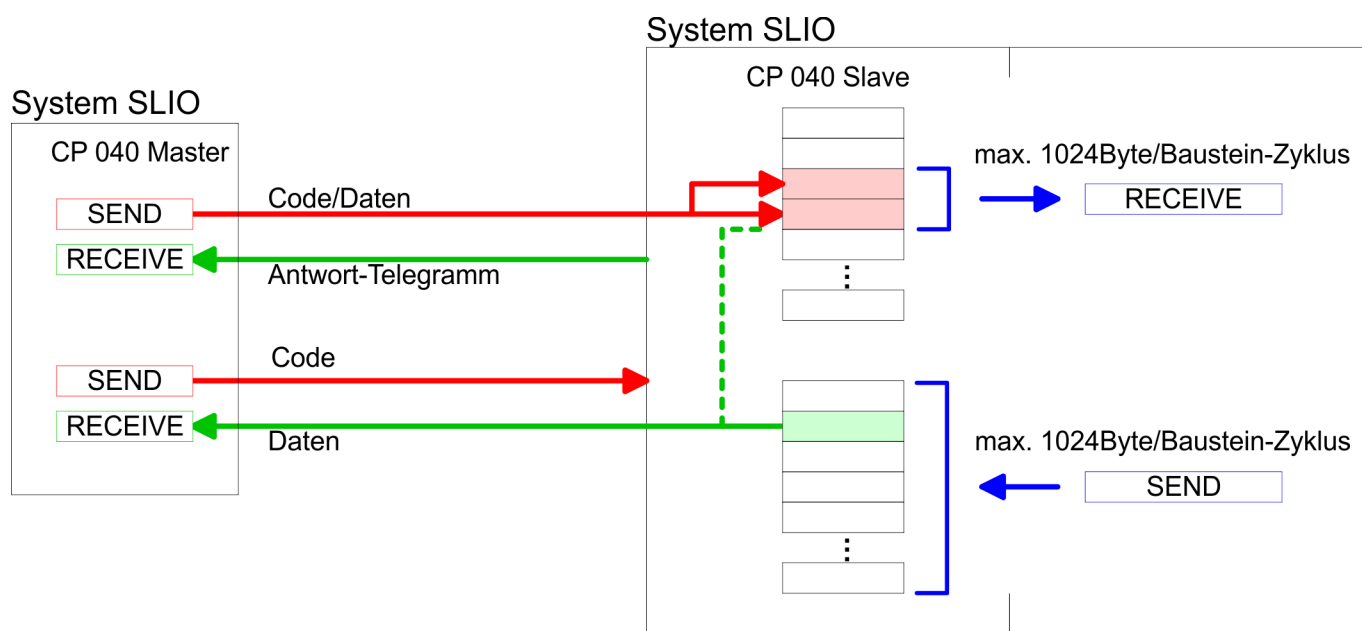 System SLIO
CP 040 Slave
System SLIO
CP 040 Master
max. 1024Byte/Baustein-Zyklus
Code/Daten
SEND
RECEIVE
RECEIVE
Antwort-Telegramm
Code
SEND
RECEIVE
Daten
max. 1024Byte/Baustein-Zyklus
SEND